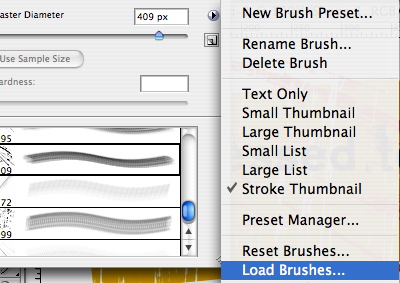 aster Diameter
409 px
Use Sample Size
Hardness:
95
09
72
99
New Brush Preset...
Rename Brush...
Delete Brush
Text Only
Small Thumbnail
Large Thumbnail
Small List
Large List
Stroke Thumbnail
Preset Manager...
Reset Brushes...
Load Brushes...